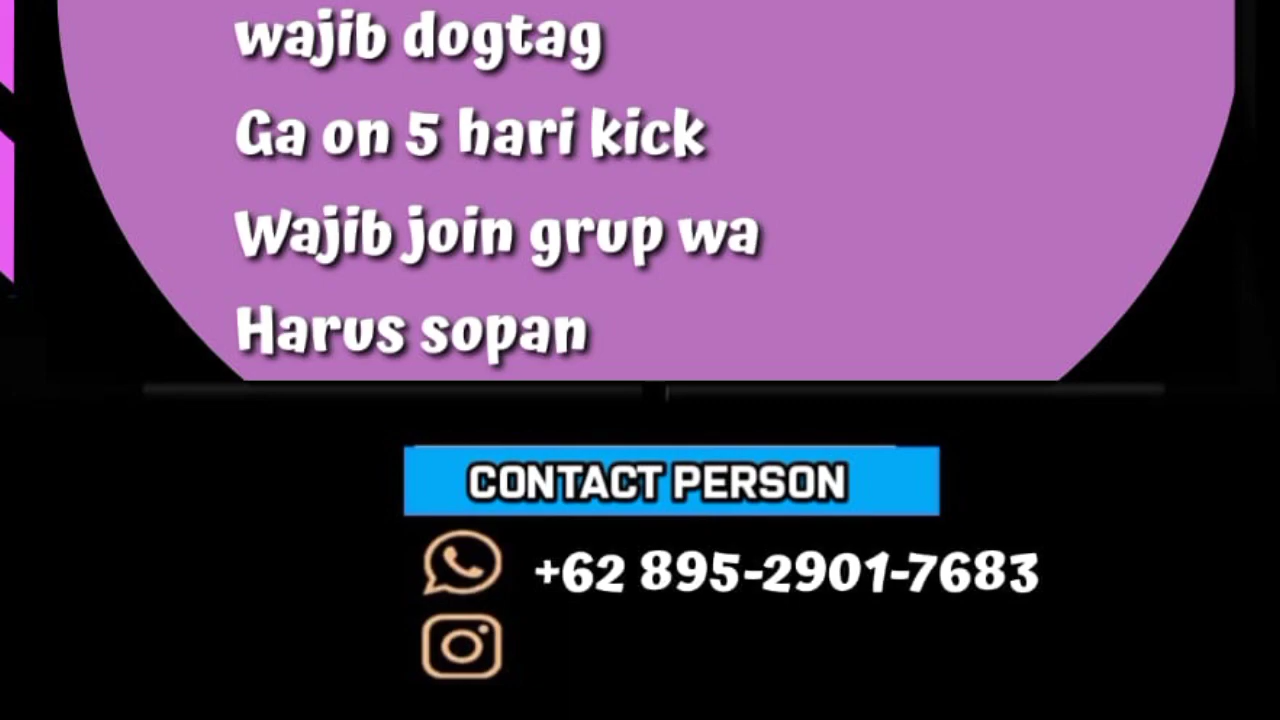 wajib dogtag
Ga on 5 hari kick
Wajib join grup wa
Harus sopan
CONTACT PERSON
+62 895-2901-7683